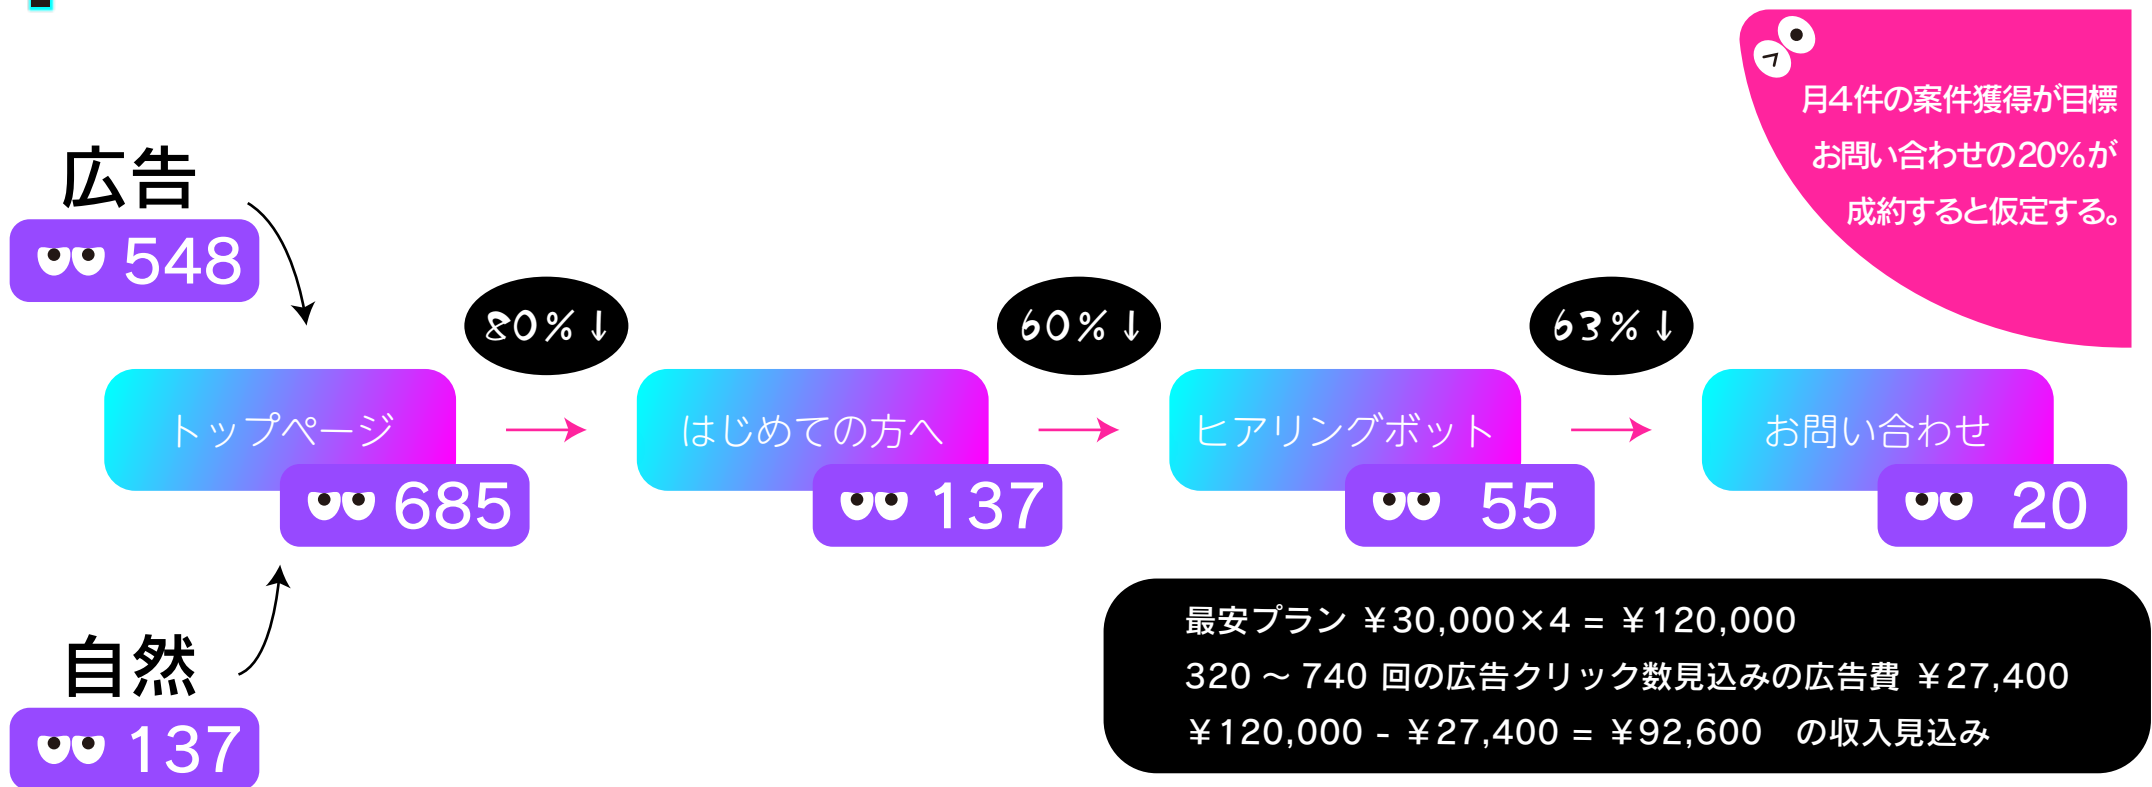 月4件の案件獲得が目標
お問い合わせの20%が
成約すると仮定する。
広告
548
80%↓
60%↓
63%↓
トップページ
685
はじめての方へ
137
ヒアリングボット
55
お問い合わせ
20
自然
137
最安プラン ¥30,000×4 = ¥120,000
320 ～ 740 回の広告クリック数見込みの広告費 ¥27,400
¥120,000 - ¥27,400 = ¥92,600　の収入見込み